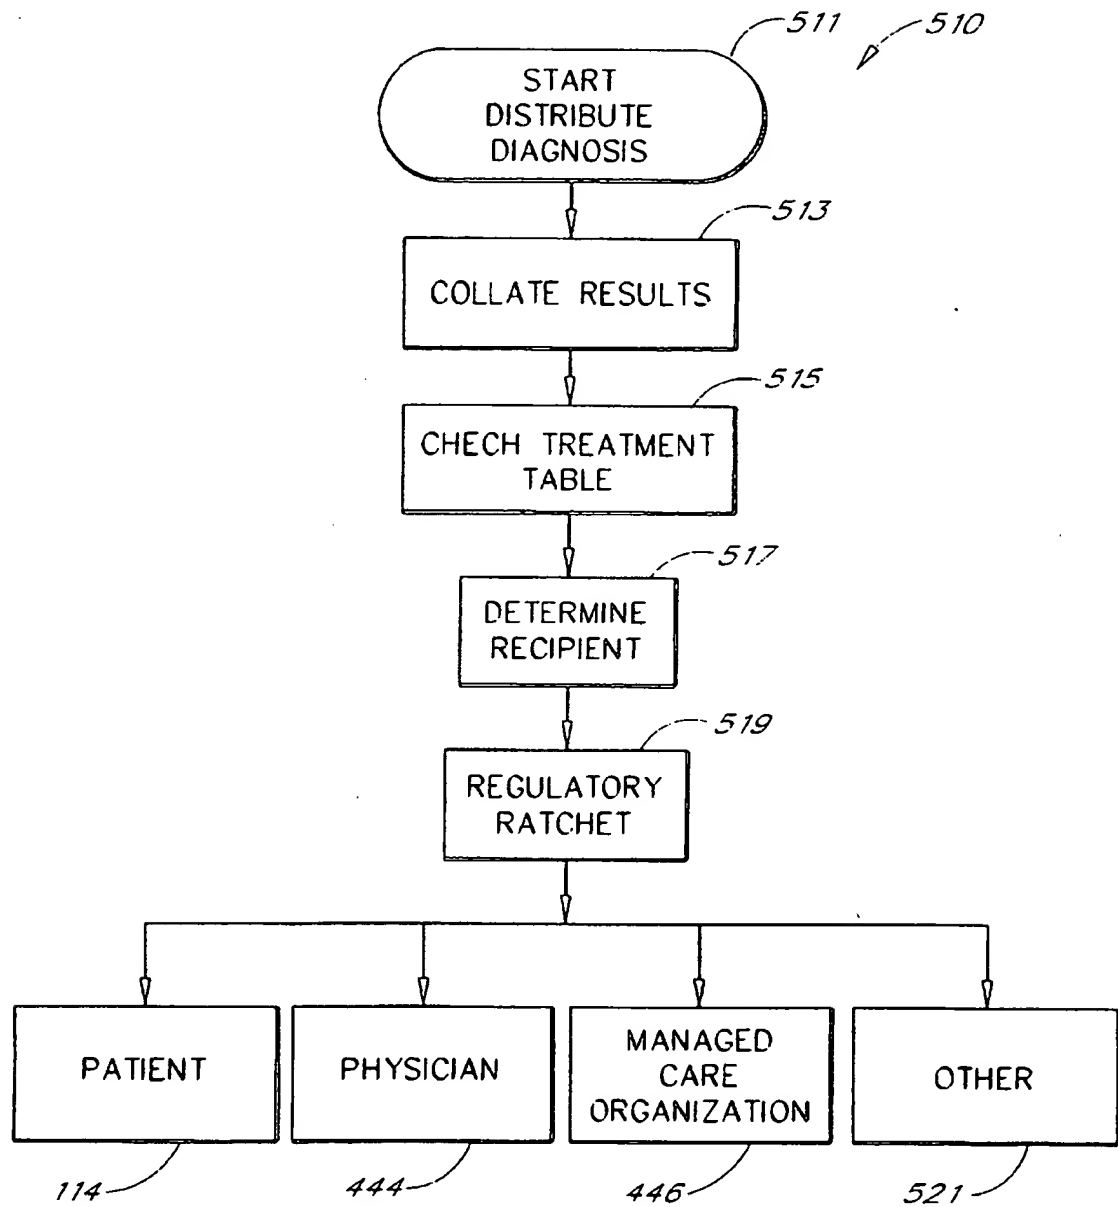 511
510
START
DISTRIBUTE
DIAGNOSIS
513
COLLATE RESULTS
515
CHECH TREATMENT
TABLE
517
DETERMINE
RECIPIENT
519
REGULATORY
RATCHET
PATIENT
PHYSICIAN
MANAGED
CARE
ORGANIZATION
OTHER
114
444
446
521